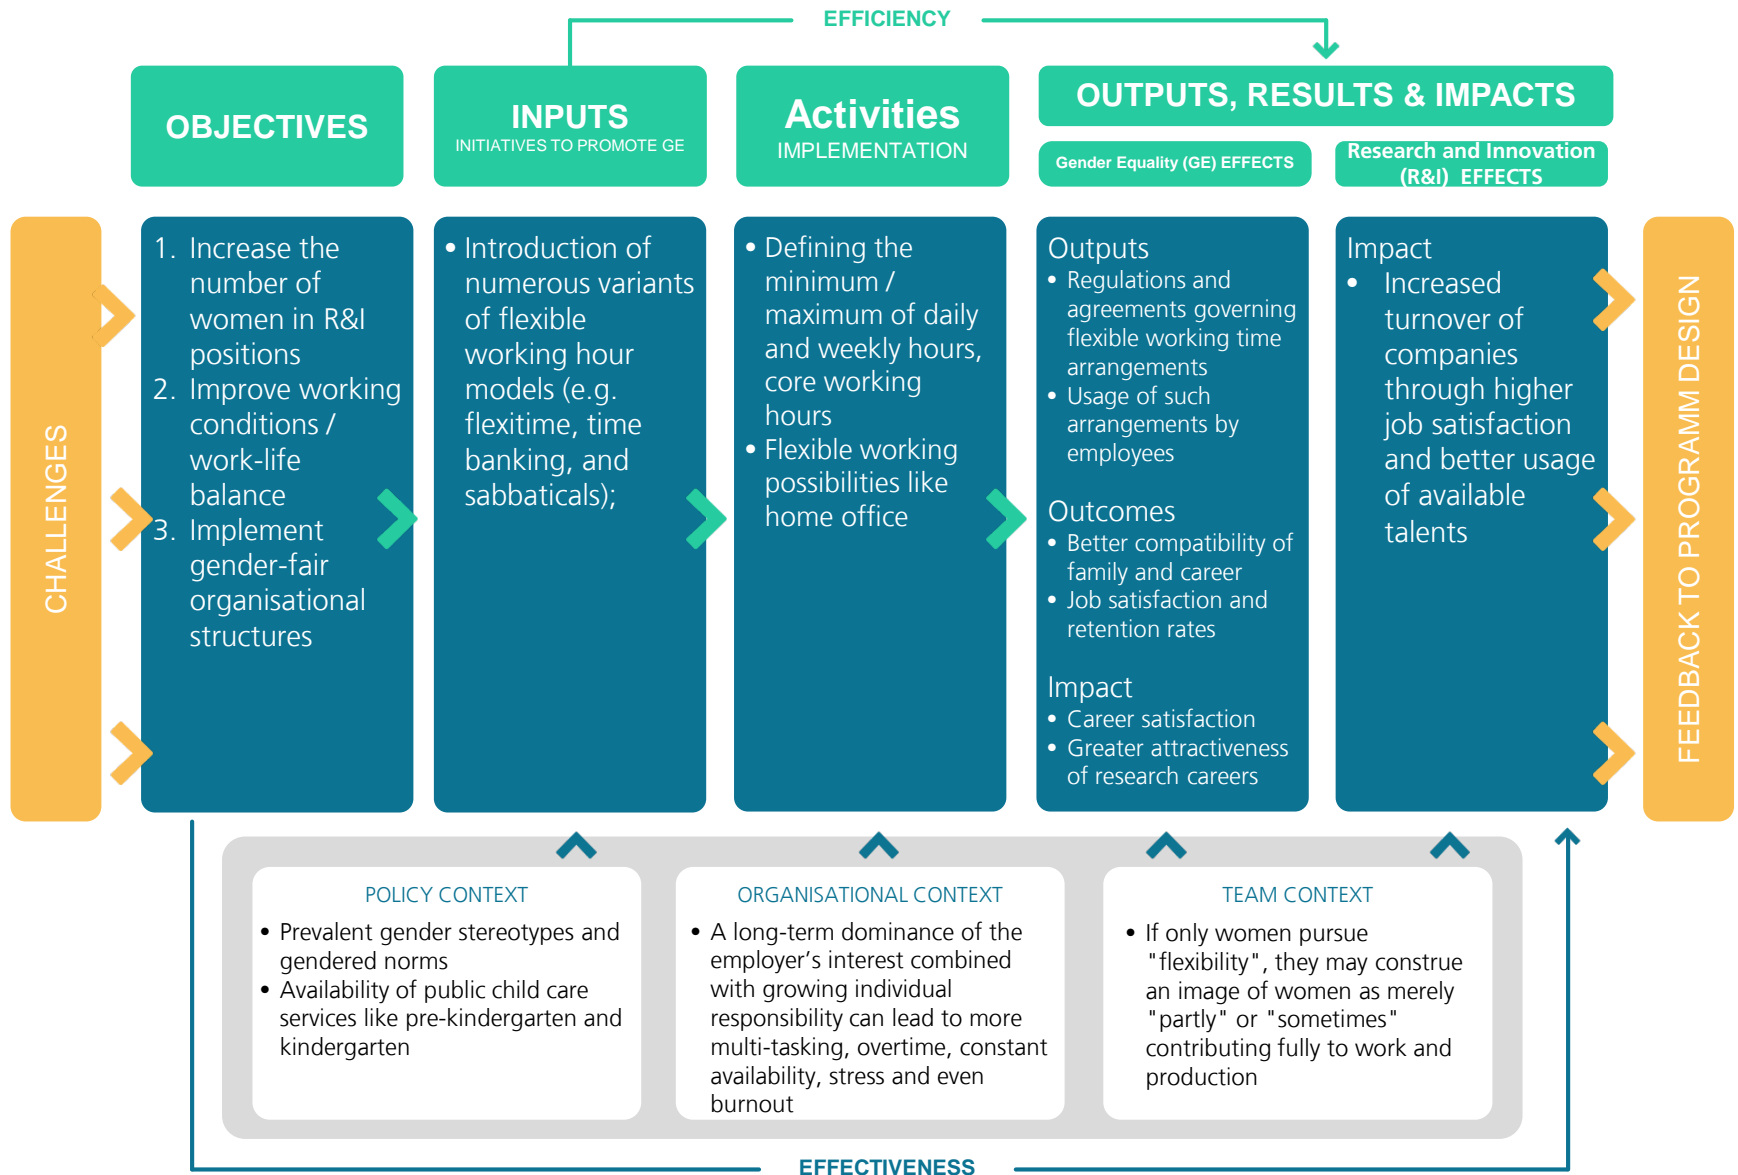 EFFICIENCY
OBJECTIVES
INPUTS
INITIATIVES TO PROMOTE GE
Activities
IMPLEMENTATION
OUTPUTS, RESULTS & IMPACTS
Gender Equality (GE) EFFECTS
Research and Innovation
(R&I) EFFECTS
CHALLENGES
1. Increase the
number of
women in R&I
positions
2. Improve working
conditions /
work-life
balance
3. Implement
gender-fair
organisational
structures
• Introduction of
numerous variants
of flexible
working hour
models (e.g.
flexitime, time
banking, and
sabbaticals);
• Defining the
minimum /
maximum of daily
and weekly hours,
core working
hours
• Flexible working
possibilities like
home office
Outputs
• Regulations and
agreements governing
flexible working time
arrangements
• Usage of such
arrangements by
employees
Outcomes
• Better compatibility of
family and career
• Job satisfaction and
retention rates
Impact
• Career satisfaction
• Greater attractiveness
of research careers
Impact
• Increased
turnover of
companies
through higher
job satisfaction
and better usage
of available
talents
FEEDBACK TO PROGRAMM DESIGN
POLICY CONTEXT
• Prevalent gender stereotypes and
gendered norms
• Availability of public child care
services like pre-kindergarten and
kindergarten
ORGANISATIONAL CONTEXT
• A long-term dominance of the
employer's interest combined
with growing individual
responsibility can lead to more
multi-tasking, overtime, constant
availability, stress and even
burnout
TEAM CONTEXT
• If only women pursue
"flexibility", they may construe
an image of women as merely
"partly" or "sometimes"
contributing fully to work and
production
EFFECTIVENESS